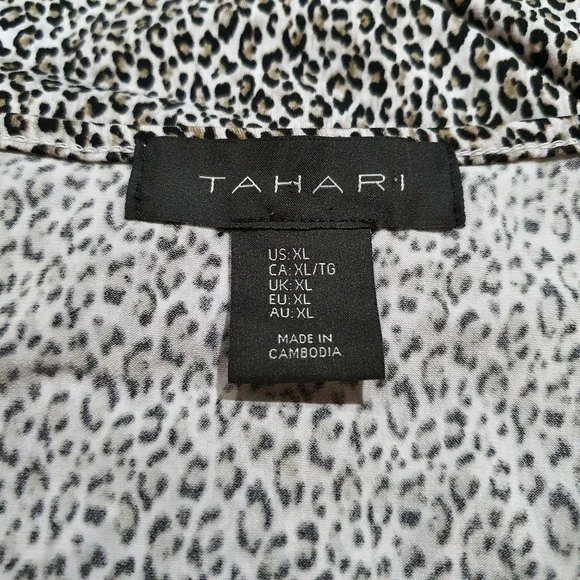 TAHARI
US: XL
CA: XL/TG
UK: XL
EU: XL
AU: XL
MADE IN
CAMBODIA